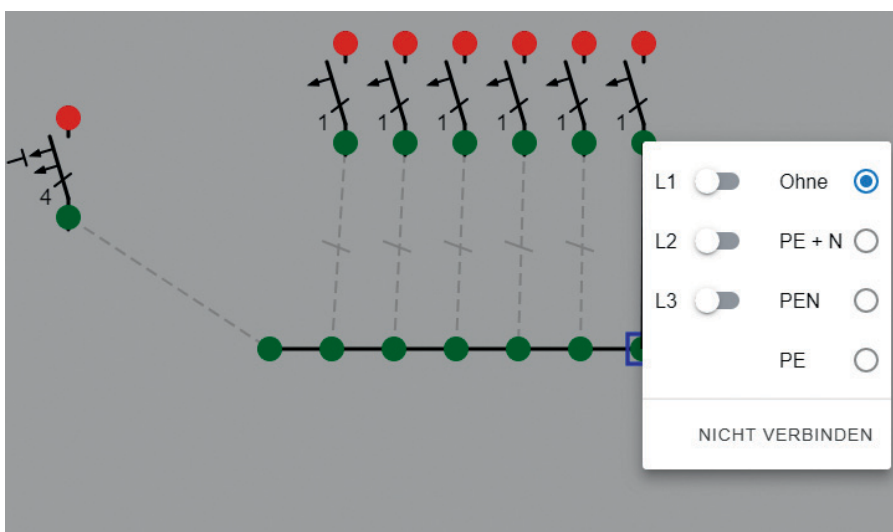 1 1 1 1 1 1
4
L1 Ohne
L2 PE + N
L3 PEN
PE
NICHT VERBINDEN